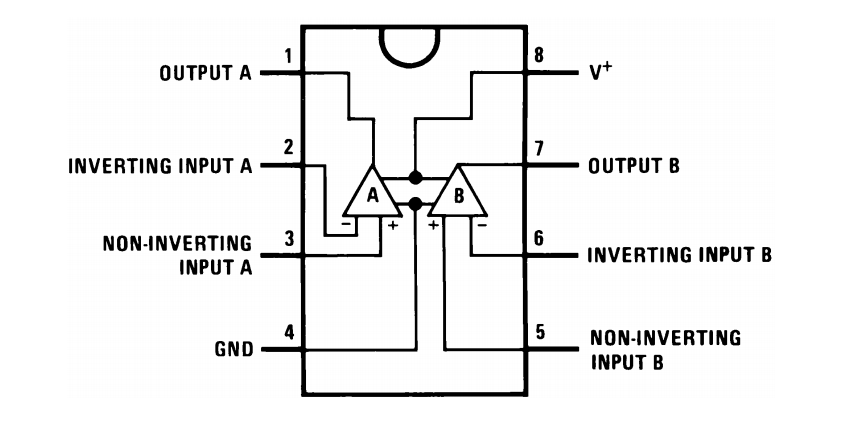 1
OUTPUT A
8
V+
2
INVERTING INPUT A
7
OUTPUT B
A
B
-
+
+
-
3
NON-INVERTING
INPUT A
6
INVERTING INPUT B
4
GND
5
NON-INVERTING
INPUT B